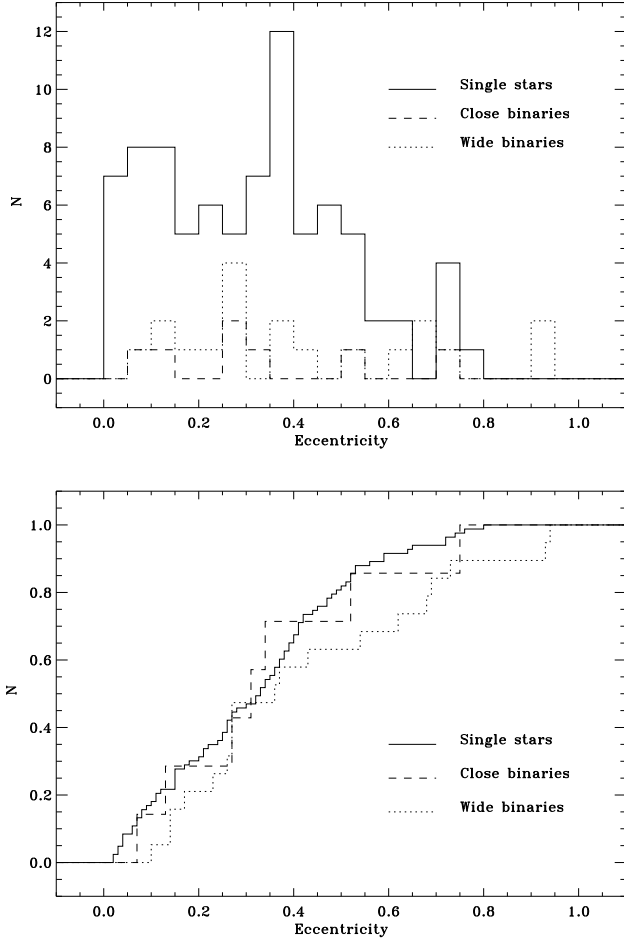 12
10
8
6
4
2
0
N
Single stars
Close binaries
Wide binaries
0.0 0.2 0.4 0.6 0.8 1.0
Eccentricity
1.0
0.8
0.6
0.4
0.2
0.0
N
Single stars
Close binaries
Wide binaries
0.0 0.2 0.4 0.6 0.8 1.0
Eccentricity